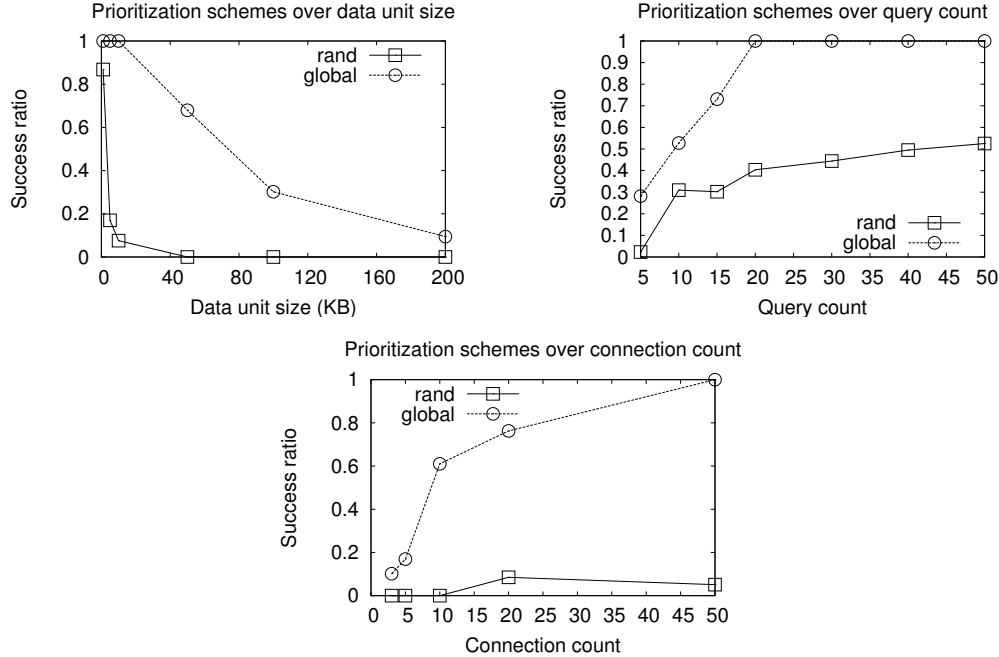 Prioritization schemes over data unit size
1
0.8
0.6
0.4
0.2
0
Success ratio
rand
global
0 40 80 120 160 200
Data unit size (KB)
Prioritization schemes over query count
1
0.9
0.8
0.7
0.6
0.5
0.4
0.3
0.2
0.1
0
Success ratio
rand
global
5 10 15 20 25 30 35 40 45 50
Query count
Prioritization schemes over connection count
1
0.8
0.6
0.4
0.2
0
Success ratio
rand
global
0 5 10 15 20 25 30 35 40 45 50
Connection count